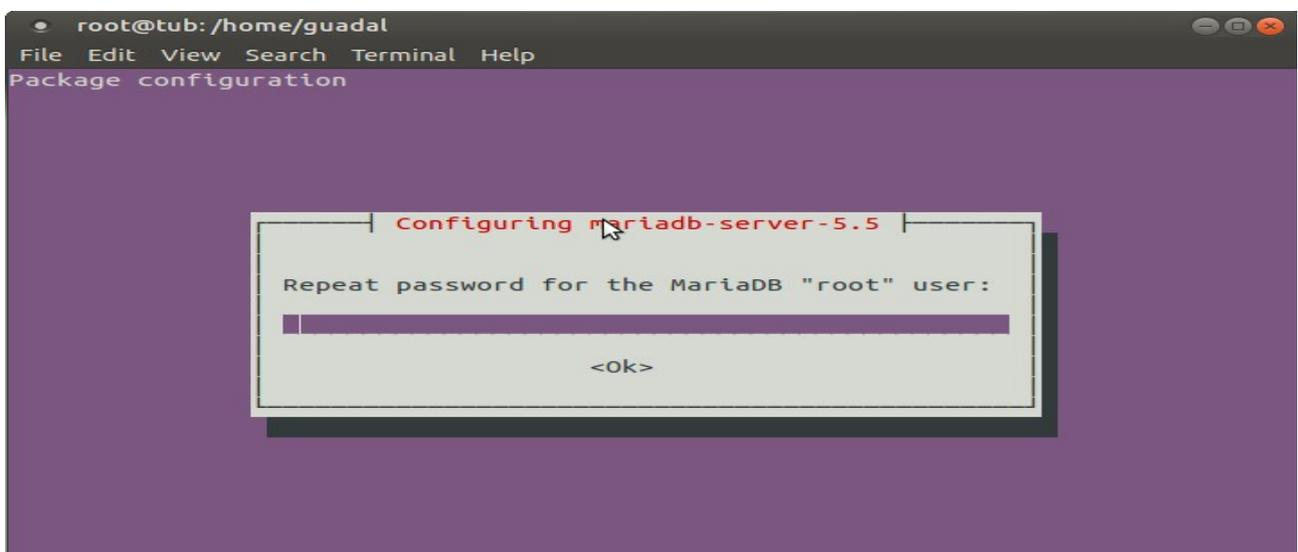 root@tub: /home/guadal
File Edit View Search Terminal Help
Package configuration
Configuring mariadb-server-5.5
Repeat password for the MariaDB "root" user:
<Ok>